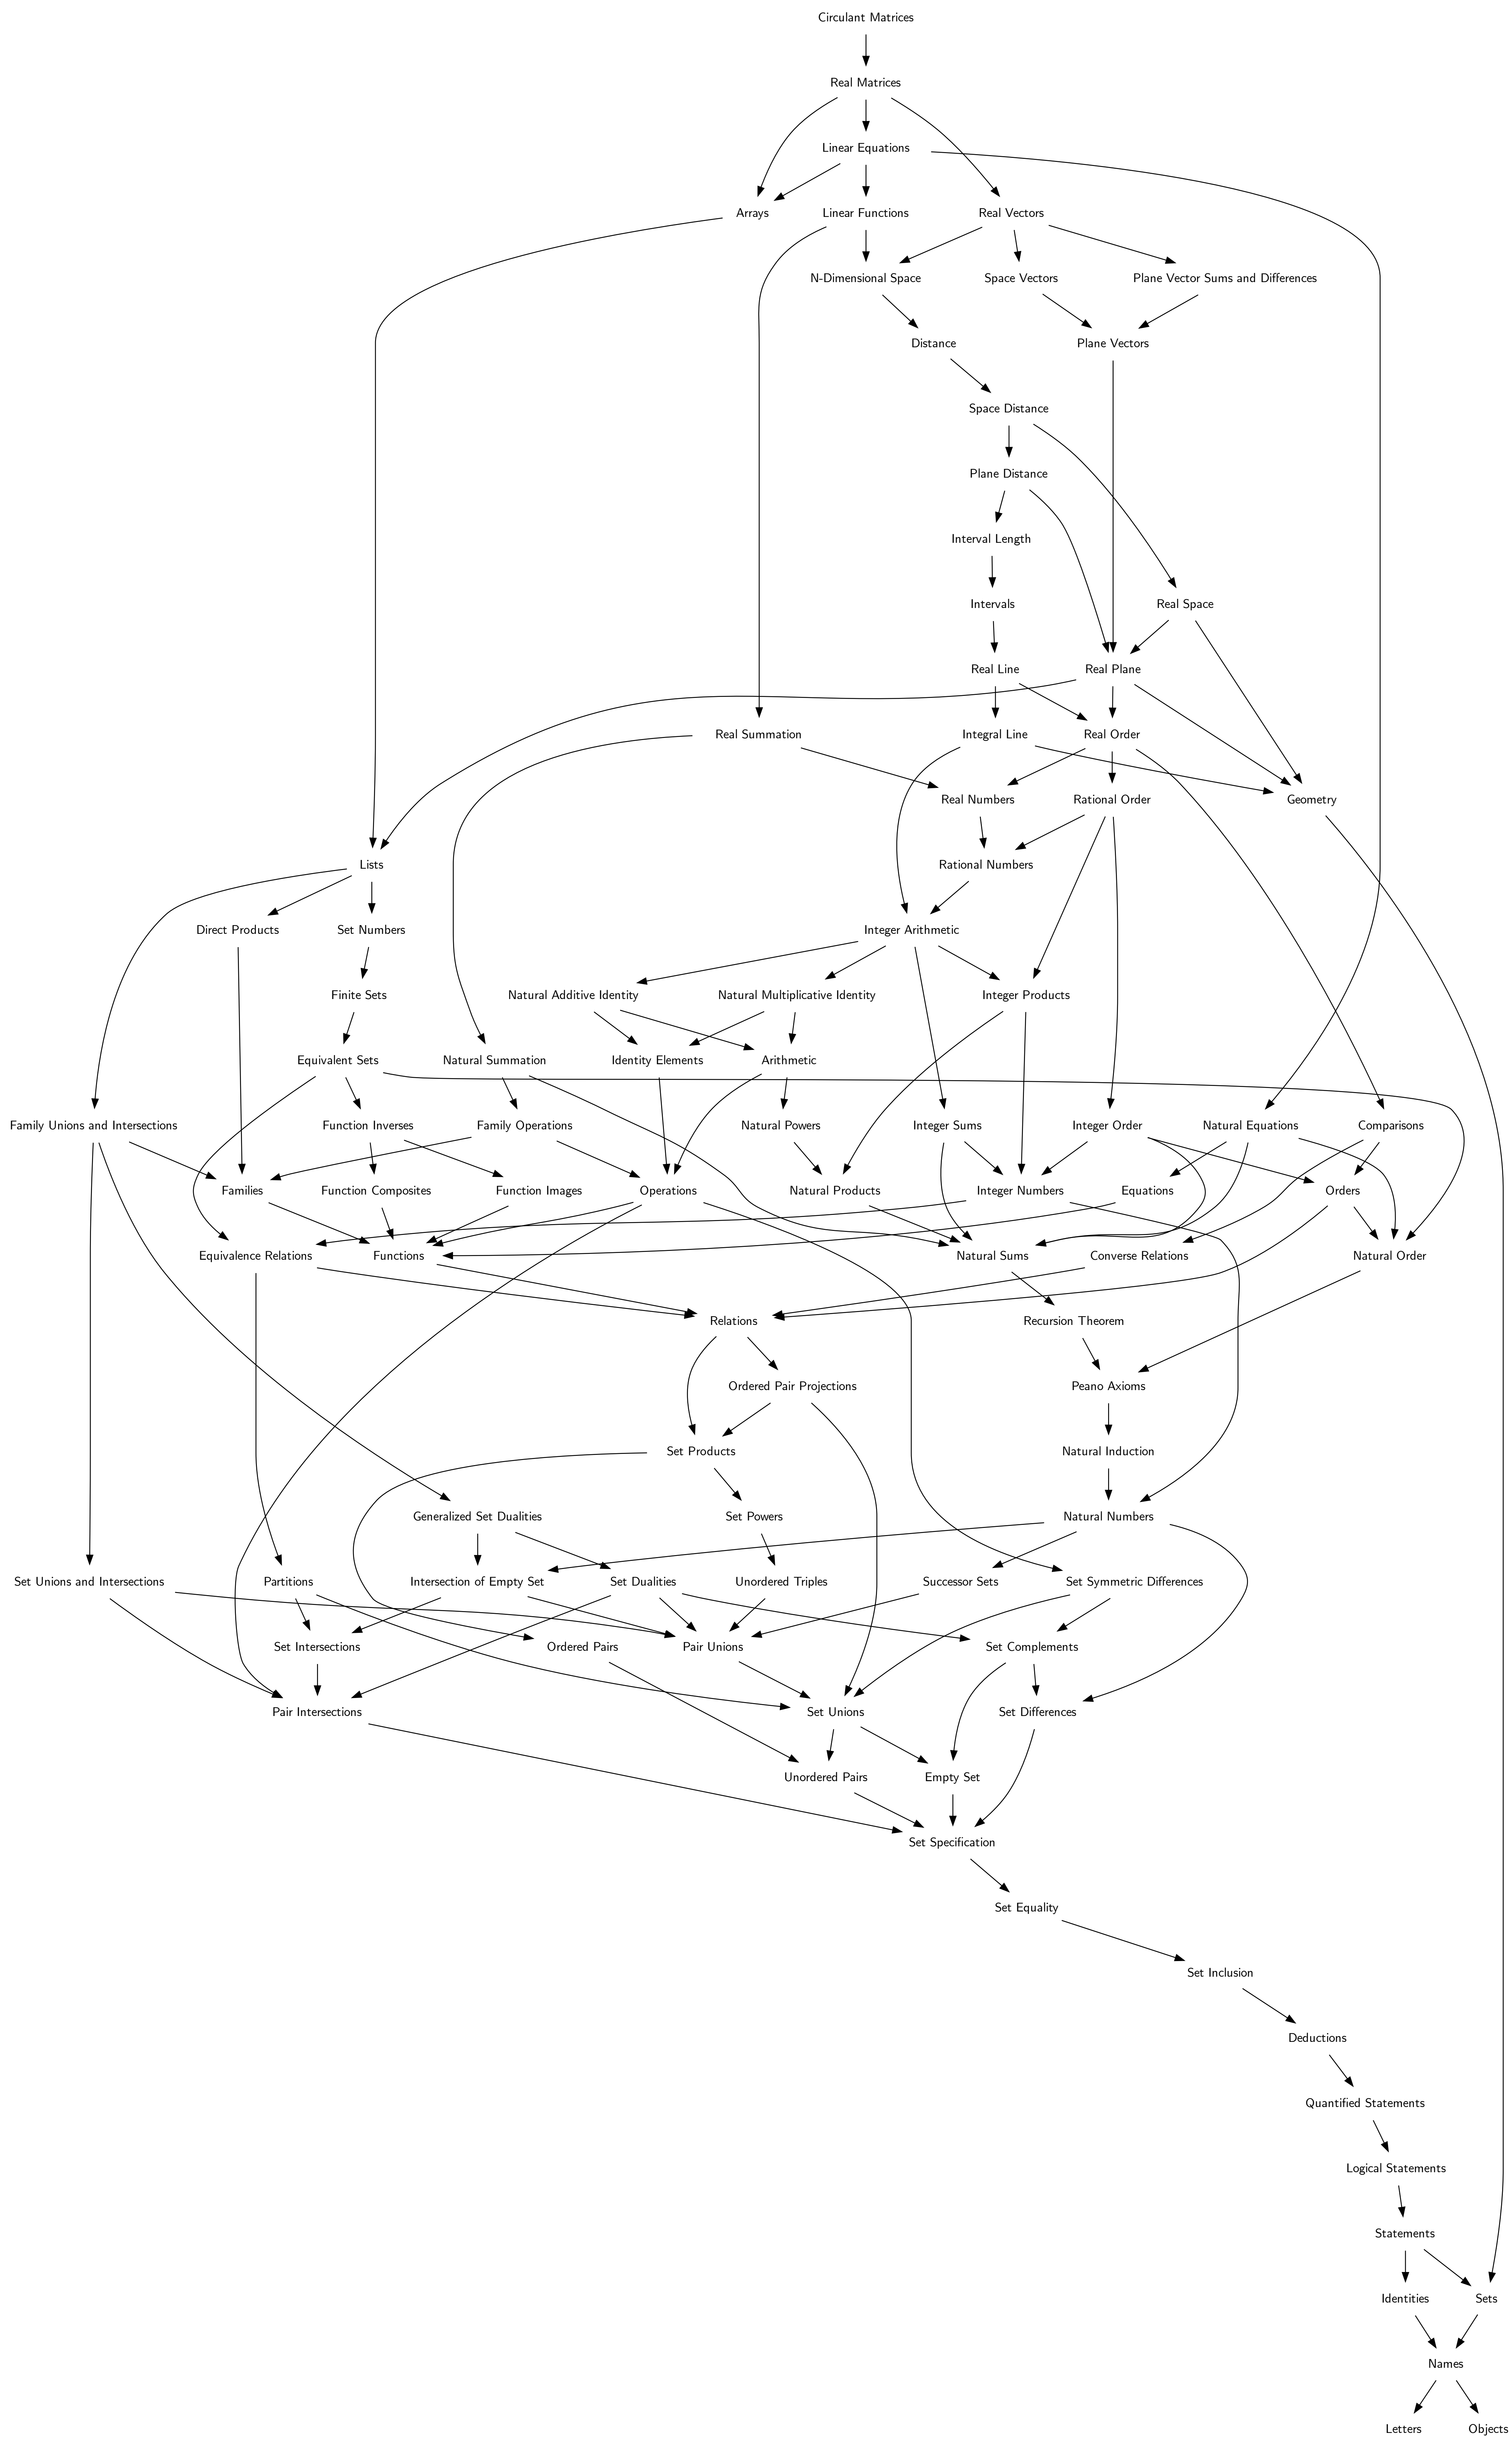 Circulant Matrices
Real Matrices
Linear Equations
Arrays
Linear Functions
Real Vectors
N-Dimensional Space
Space Vectors
Plane Vector Sums and Differences
Distance
Plane Vectors
Space Distance
Plane Distance
Interval Length
Intervals
Real Space
Real Line
Real Plane
Real Summation
Integral Line
Real Order
Real Numbers
Rational Order
Geometry
Lists
Rational Numbers
Direct Products
Set Numbers
Integer Arithmetic
Finite Sets
Natural Additive Identity
Natural Multiplicative Identity
Integer Products
Equivalent Sets
Natural Summation
Identity Elements
Arithmetic
Family Unions and Intersections
Function Inverses
Family Operations
Natural Powers
Integer Sums
Integer Order
Natural Equations
Comparisons
Families
Function Composites
Function Images
Operations
Natural Products
Integer Numbers
Equations
Orders
Equivalence Relations
Functions
Natural Sums
Converse Relations
Natural Order
Relations
Recursion Theorem
Ordered Pair Projections
Peano Axioms
Set Products
Natural Induction
Generalized Set Dualities
Set Powers
Natural Numbers
Set Unions and Intersections
Partitions
Intersection of Empty Set
Set Dualities
Unordered Triples
Successor Sets
Set Symmetric Differences
Set Intersections
Ordered Pairs
Pair Unions
Set Complements
Pair Intersections
Set Unions
Set Differences
Unordered Pairs
Empty Set
Set Specification
Set Equality
Set Inclusion
Deductions
Quantified Statements
Logical Statements
Statements
Identities
Sets
Names
Letters
Objects